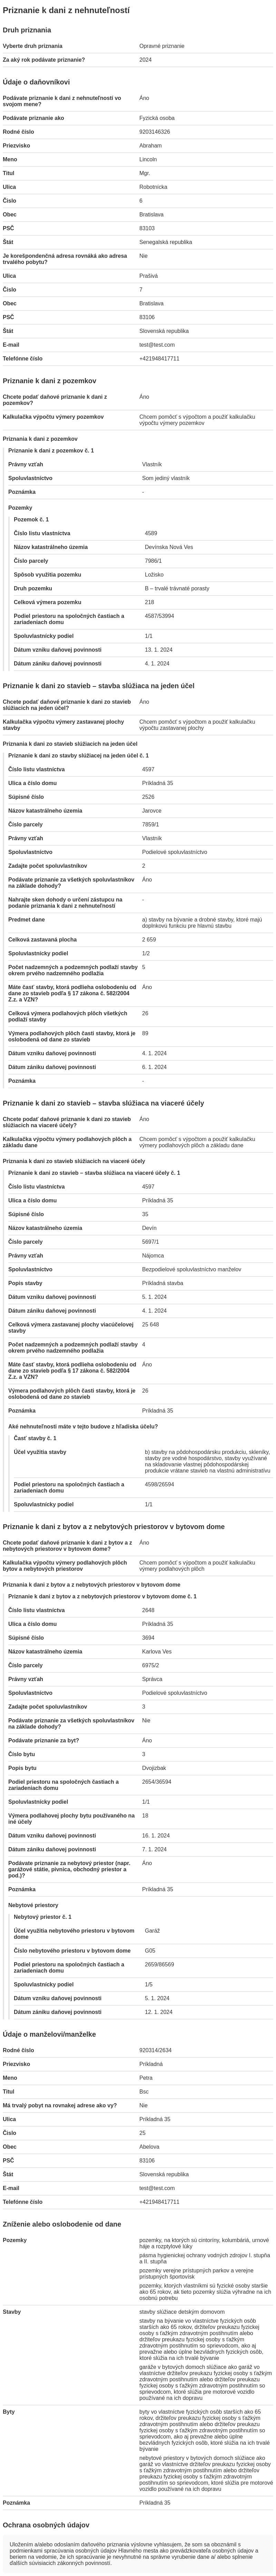 Priznanie k dani z nehnuteľností
Druh priznania
Vyberte druh priznania Opravné priznanie
Za aký rok podávate priznanie? 2024
Údaje o daňovníkovi
Podávate priznanie k dani z nehnuteľností vo
svojom mene? Áno
Podávate priznanie ako Fyzická osoba
Rodné číslo 9203146326
Priezvisko Abraham
Meno Lincoln
Titul Mgr.
Ulica Robotnícka
Číslo 6
Obec Bratislava
PSČ 83103
Štát Senegalská republika
Je korešpondenčná adresa rovnaká ako adresa
trvalého pobytu? Nie
Ulica Prašivá
Číslo 7
Obec Bratislava
PSČ 83106
Štát Slovenská republika
E-mail test@test.com
Telefónne číslo +421948417711
Priznanie k dani z pozemkov
Chcete podať daňové priznanie k dani z
pozemkov? Áno
Kalkulačka výpočtu výmery pozemkov Chcem pomôcť s výpočtom a použiť kalkulačku
výpočtu výmery pozemkov
Priznania k dani z pozemkov
Priznanie k dani z pozemkov č. 1
Právny vzťah Vlastník
Spoluvlastníctvo Som jediný vlastník
Poznámka -
Pozemky
Pozemok č. 1
Číslo listu vlastníctva 4589
Názov katastrálneho územia Devínska Nová Ves
Číslo parcely 7986/1
Spôsob využitia pozemku Ložisko
Druh pozemku B – trvalé trávnaté porasty
Celková výmera pozemku 218
Podiel priestoru na spoločných častiach a
zariadeniach domu 4587/53994
Spoluvlastnícky podiel 1/1
Dátum vzniku daňovej povinnosti 13. 1. 2024
Dátum zániku daňovej povinnosti 4. 1. 2024
Priznanie k dani zo stavieb – stavba slúžiaca na jeden účel
Chcete podať daňové priznanie k dani zo stavieb
slúžiacich na jeden účel? Áno
Kalkulačka výpočtu výmery zastavanej plochy
stavby Chcem pomôcť s výpočtom a použiť kalkulačku
výpočtu zastavanej plochy
Priznania k dani zo stavieb slúžiacich na jeden účel
Priznanie k dani zo stavby slúžiacej na jeden účel č. 1
Číslo listu vlastníctva 4597
Ulica a číslo domu Príkladná 35
Súpisné číslo 2526
Názov katastrálneho územia Jarovce
Číslo parcely 7859/1
Právny vzťah Vlastník
Spoluvlastníctvo Podielové spoluvlastníctvo
Zadajte počet spoluvlastníkov 2
Podávate priznanie za všetkých spoluvlastníkov
na základe dohody? Áno
Nahrajte sken dohody o určení zástupcu na
podanie priznania k dani z nehnuteľností -
Predmet dane a) stavby na bývanie a drobné stavby, ktoré majú
doplnkovú funkciu pre hlavnú stavbu
Celková zastavaná plocha 2 659
Spoluvlastnícky podiel 1/2
Počet nadzemných a podzemných podlaží stavby
okrem prvého nadzemného podlažia 5
Máte časť stavby, ktorá podlieha oslobodeniu od
dane zo stavieb podľa § 17 zákona č. 582/2004
Z.z. a VZN? Áno
Celková výmera podlahových plôch všetkých
podlaží stavby 26
Výmera podlahových plôch časti stavby, ktorá je
oslobodená od dane zo stavieb 89
Dátum vzniku daňovej povinnosti 4. 1. 2024
Dátum zániku daňovej povinnosti 6. 1. 2024
Poznámka -
Priznanie k dani zo stavieb – stavba slúžiaca na viaceré účely
Chcete podať daňové priznanie k dani zo stavieb
slúžiacich na viaceré účely? Áno
Kalkulačka výpočtu výmery podlahových plôch a
základu dane Chcem pomôcť s výpočtom a použiť kalkulačku
výpočtu výmery podlahových plôch a základu dane
Priznania k dani zo stavieb slúžiacich na viaceré účely
Priznanie k dani zo stavieb – stavba slúžiaca na viaceré účely č. 1
Číslo listu vlastníctva 4597
Ulica a číslo domu Príkladná 35
Súpisné číslo 35
Názov katastrálneho územia Devín
Číslo parcely 5697/1
Právny vzťah Nájomca
Spoluvlastníctvo Bezpodielové spoluvlastníctvo manželov
Popis stavby Príkladná stavba
Dátum vzniku daňovej povinnosti 5. 1. 2024
Dátum zániku daňovej povinnosti 4. 1. 2024
Celková výmera zastavanej plochy viacúčelovej
stavby 25 648
Počet nadzemných a podzemných podlaží stavby
okrem prvého nadzemného podlažia 4
Máte časť stavby, ktorá podlieha oslobodeniu od
dane zo stavieb podľa § 17 zákona č. 582/2004
Z.z. a VZN? Áno
Výmera podlahových plôch časti stavby, ktorá je
oslobodená od dane zo stavieb 26
Poznámka Príkladná 35
Aké nehnuteľnosti máte v tejto budove z hľadiska účelu?
Časť stavby č. 1
Účel využitia stavby b) stavby na pôdohospodársku produkciu, skleníky,
stavby pre vodné hospodárstvo, stavby využívané
na skladovanie vlastnej pôdohospodárskej
produkcie vrátane stavieb na vlastnú administratívu
Podiel priestoru na spoločných častiach a
zariadeniach domu 4598/26594
Spoluvlastnícky podiel 1/1
Priznanie k dani z bytov a z nebytových priestorov v bytovom dome
Chcete podať daňové priznanie k dani z bytov a z
nebytových priestorov v bytovom dome? Áno
Kalkulačka výpočtu výmery podlahových plôch
bytov a nebytových priestorov Chcem pomôcť s výpočtom a použiť kalkulačku
výpočtu výmery podlahových plôch
Priznania k dani z bytov a z nebytových priestorov v bytovom dome
Priznanie k dani z bytov a z nebytových priestorov v bytovom dome č. 1
Číslo listu vlastníctva 2648
Ulica a číslo domu Príkladná 35
Súpisné číslo 3694
Názov katastrálneho územia Karlova Ves
Číslo parcely 6975/2
Právny vzťah Správca
Spoluvlastníctvo Podielové spoluvlastníctvo
Zadajte počet spoluvlastníkov 3
Podávate priznanie za všetkých spoluvlastníkov
na základe dohody? Nie
Podávate priznanie za byt? Áno
Číslo bytu 3
Popis bytu Dvojizbak
Podiel priestoru na spoločných častiach a
zariadeniach domu 2654/36594
Spoluvlastnícky podiel 1/1
Výmera podlahovej plochy bytu používaného na
iné účely 18
Dátum vzniku daňovej povinnosti 16. 1. 2024
Dátum zániku daňovej povinnosti 7. 1. 2024
Podávate priznanie za nebytový priestor (napr.
garážové státie, pivnica, obchodný priestor a
pod.)? Áno
Poznámka Príkladná 35
Nebytové priestory
Nebytový priestor č. 1
Účel využitia nebytového priestoru v bytovom
dome Garáž
Číslo nebytového priestoru v bytovom dome G05
Podiel priestoru na spoločných častiach a
zariadeniach domu 2659/86569
Spoluvlastnícky podiel 1/5
Dátum vzniku daňovej povinnosti 5. 1. 2024
Dátum zániku daňovej povinnosti 12. 1. 2024
Údaje o manželovi/manželke
Rodné číslo 920314/2634
Priezvisko Príkladná
Meno Petra
Titul Bsc
Má trvalý pobyt na rovnakej adrese ako vy? Nie
Ulica Príkladná 35
Číslo 25
Obec Abelova
PSČ 83106
Štát Slovenská republika
E-mail test@test.com
Telefónne číslo +421948417711
Zníženie alebo oslobodenie od dane
Pozemky pozemky, na ktorých sú cintoríny, kolumbáriá, urnové
háje a rozptylové lúky
pásma hygienickej ochrany vodných zdrojov I. stupňa
a II. stupňa
pozemky verejne prístupných parkov a verejne
prístupných športovísk
pozemky, ktorých vlastníkmi sú fyzické osoby staršie
ako 65 rokov, ak tieto pozemky slúžia výhradne na ich
osobnú potrebu
Stavby stavby slúžiace detským domovom
stavby na bývanie vo vlastníctve fyzických osôb
starších ako 65 rokov, držiteľov preukazu fyzickej
osoby s ťažkým zdravotným postihnutím alebo
držiteľov preukazu fyzickej osoby s ťažkým
zdravotným postihnutím so sprievodcom, ako aj
prevažne alebo úplne bezvládnych fyzických osôb,
ktoré slúžia na ich trvalé bývanie
garáže v bytových domoch slúžiace ako garáž vo
vlastníctve držiteľov preukazu fyzickej osoby s ťažkým
zdravotným postihnutím alebo držiteľov preukazu
fyzickej osoby s ťažkým zdravotným postihnutím so
sprievodcom, ktoré slúžia pre motorové vozidlo
používané na ich dopravu
Byty byty vo vlastníctve fyzických osôb starších ako 65
rokov, držiteľov preukazu fyzickej osoby s ťažkým
zdravotným postihnutím alebo držiteľov preukazu
fyzickej osoby s ťažkým zdravotným postihnutím so
sprievodcom, ako aj prevažne alebo úplne
bezvládnych fyzických osôb, ktoré slúžia na ich trvalé
bývanie
nebytové priestory v bytových domoch slúžiace ako
garáž vo vlastníctve držiteľov preukazu fyzickej osoby
s ťažkým zdravotným postihnutím alebo držiteľov
preukazu fyzickej osoby s ťažkým zdravotným
postihnutím so sprievodcom, ktoré slúžia pre motorové
vozidlo používané na ich dopravu
Poznámka Príkladná 35
Ochrana osobných údajov
Uložením a/alebo odoslaním daňového priznania výslovne vyhlasujem, že som sa oboznámil s
podmienkami spracúvania osobných údajov Hlavného mesta ako prevádzkovateľa osobných údajov a
beriem na vedomie, že ich spracúvanie je nevyhnutné na správne vyrubenie dane a/ alebo splnenie
ďalších súvisiacich zákonných povinností.